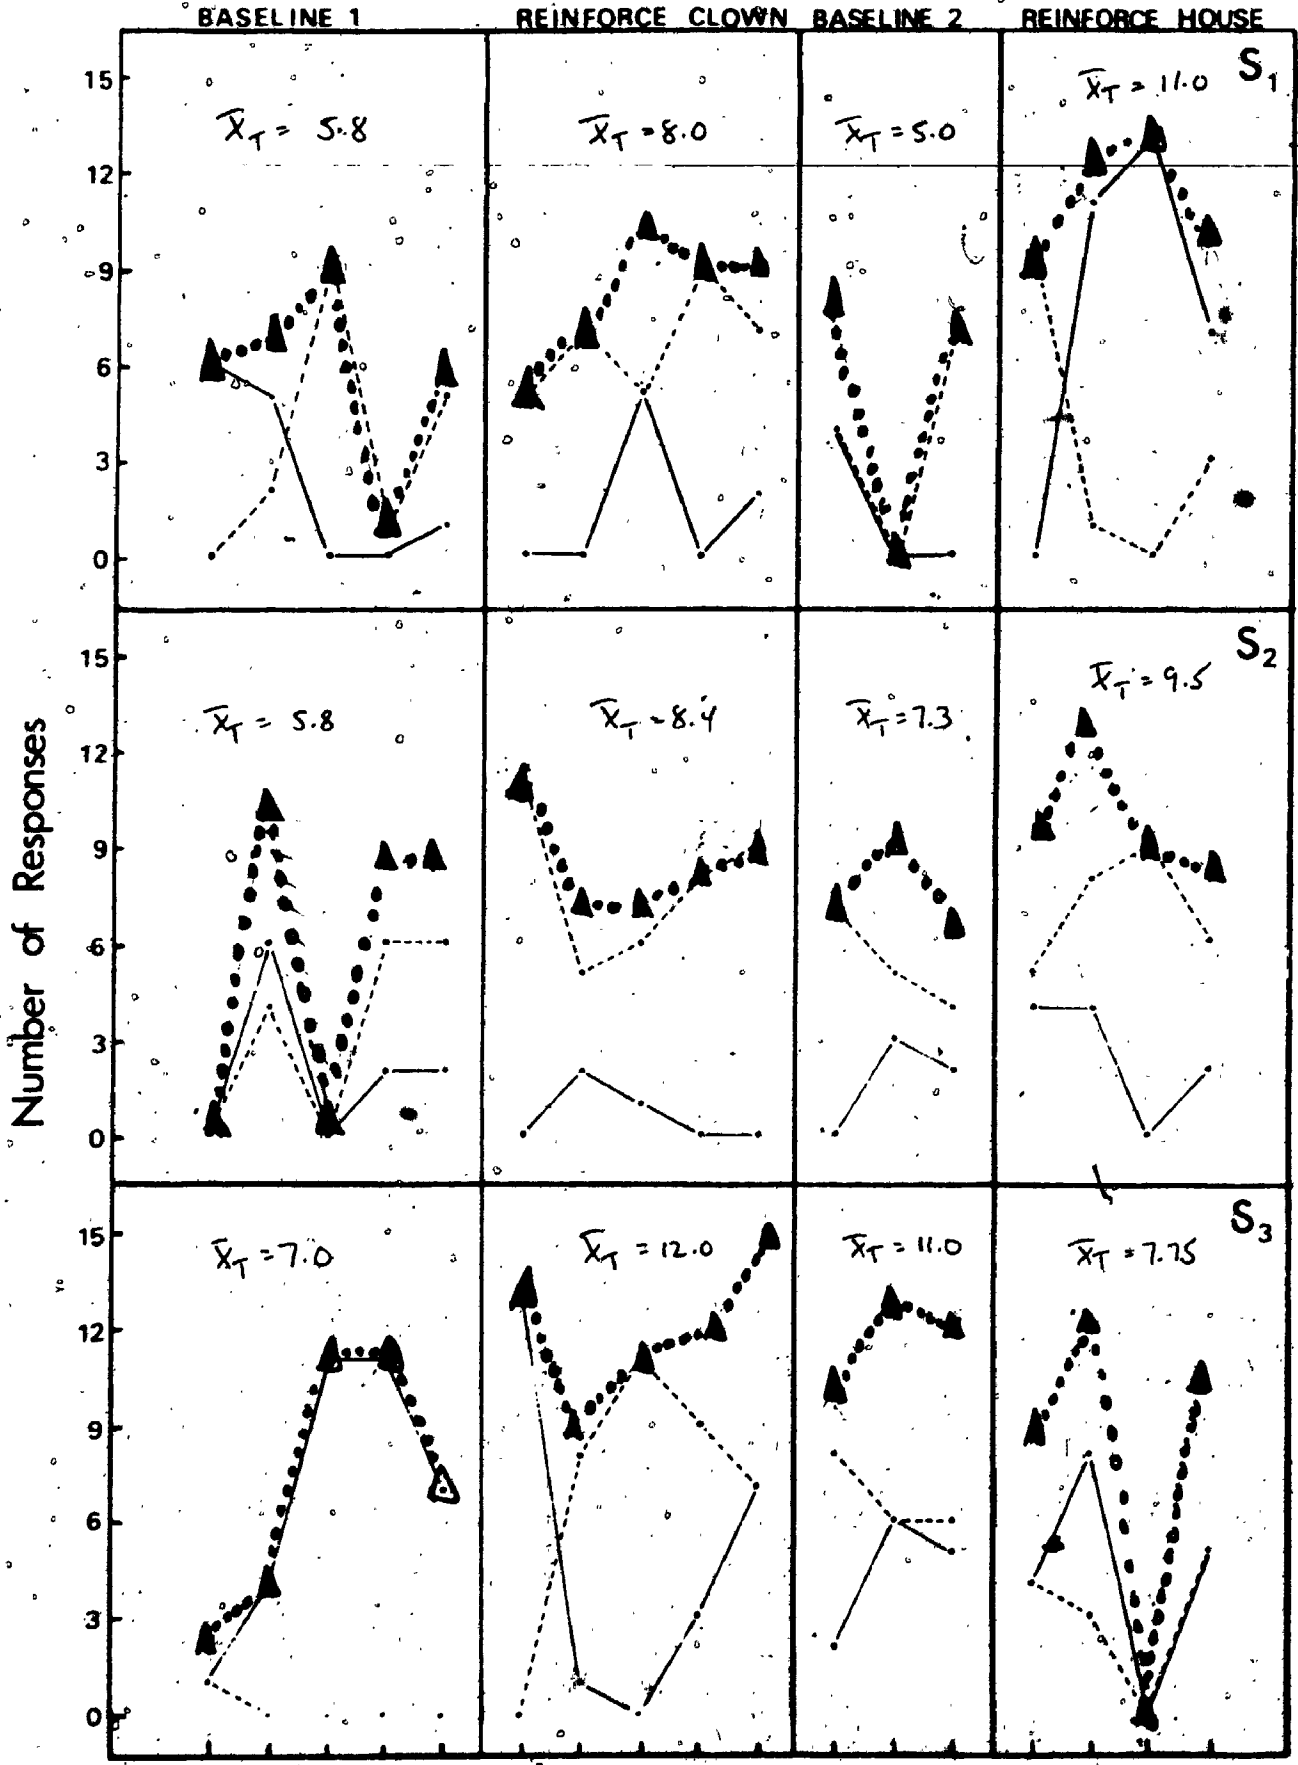 BASELINE 1 REINFORCE CLOWN BASELINE 2 REINFORCE HOUSE
S1
15
X̄T = 5.8 X̄T = 8.0 X̄T = 5.0 X̄T = 11.0
12
9
6
3
0
S2
15
X̄T = 5.8 X̄T = 8.4 X̄T = 7.3 X̄T = 9.5
12
9
6
3
0
S3
15
X̄T = 7.0 X̄T = 12.0 X̄T = 11.0 X̄T = 7.75
12
9
6
3
0
Number of Responses